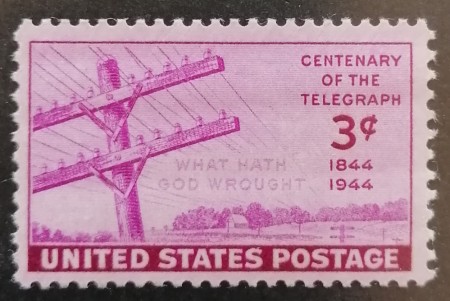 CENTENARY
OF THE
TELEGRAPH
3¢
WHAT HATH
GOD WROUGHT
1844
1944
UNITED STATES POSTAGE